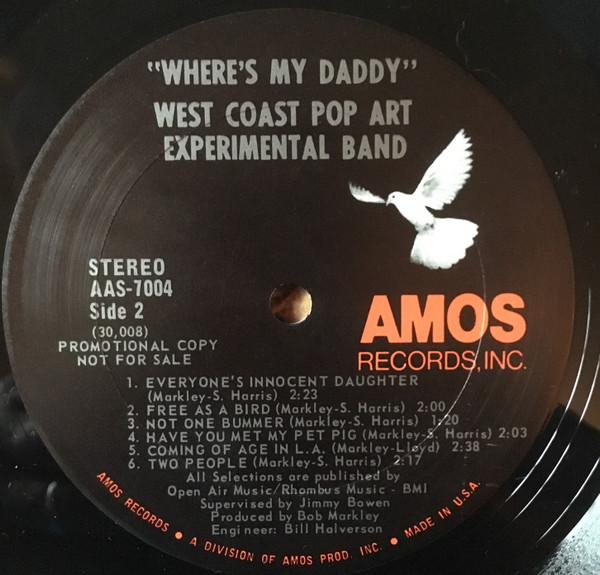 "WHERE'S MY DADDY"
WEST COAST POP ART
EXPERIMENTAL BAND
STEREO
AAS-7004
Side 2
(30,008)
PROMOTIONAL COPY
NOT FOR SALE
AMOS
RECORDS, INC.
1. EVERYONE'S INNOCENT DAUGHTER
(Markley-S. Harris) 2:23
2. FREE AS A BIRD (Markley-S. Harris) 2:00
3. NOT ONE BUMMER (Markley-S. Harris) 1:20
4. HAVE YOU MET MY PET PIG (Markley-S. Harris) 2:03
5. COMING OF AGE IN L.A. (Markley-Lloyd) 2:38
6. TWO PEOPLE (Markley-S. Harris) 2:17
All Selections are published by
Open Air Music/Rhombus Music - BMI
Supervised by Jimmy Bowen
Produced by Bob Markley
Engineer: Bill Halverson
AMOS RECORDS • A DIVISION OF AMOS PROD. INC. • MADE IN U.S.A.